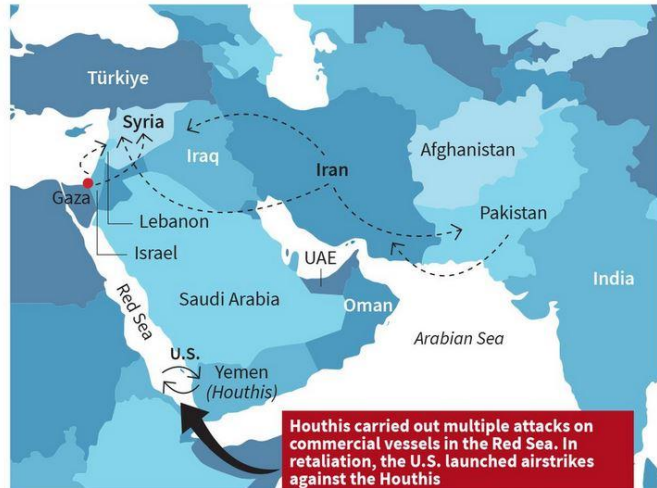 Türkiye
Syria
Iraq
Iran
Afghanistan
Gaza
Lebanon
Israel
Pakistan
UAE
India
Red Sea
Saudi Arabia
Oman
Arabian Sea
U.S.
Yemen
(Houthis)
Houthis carried out multiple attacks on
commercial vessels in the Red Sea. In
retaliation, the U.S. launched airstrikes
against the Houthis